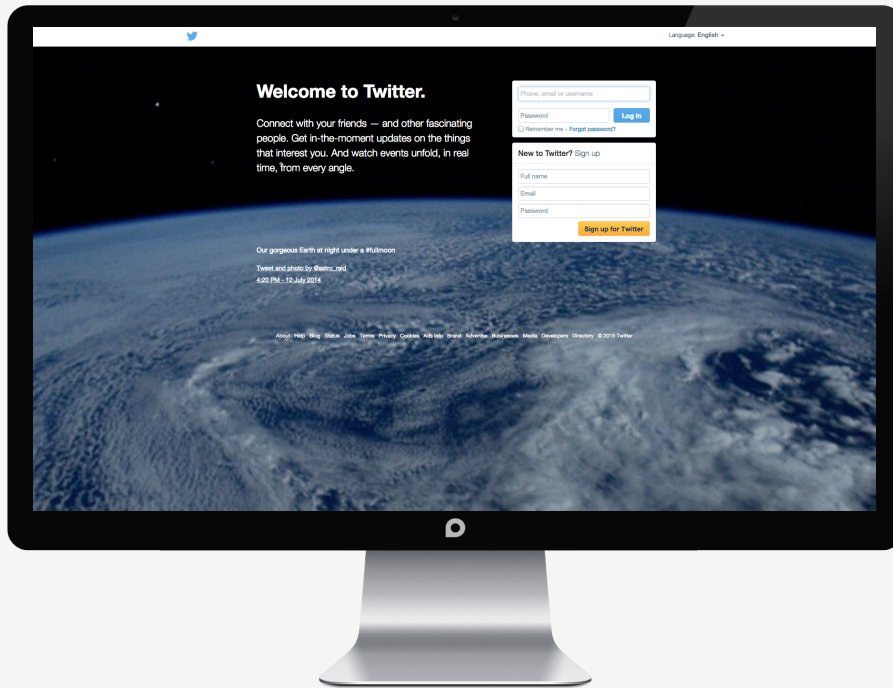 Language: English
Welcome to Twitter.
Connect with your friends — and other fascinating
people. Get in-the-moment updates on the things
that interest you. And watch events unfold, in real
time, from every angle.
Phone, email or username
Password
Log in
Remember me · Forgot password?
New to Twitter? Sign up
Full name
Email
Password
Sign up for Twitter
Our gorgeous Earth at night under a #fullmoon
Tweet and photo by @astro_reid
4:20 PM - 12 July 2014
About Help Blog Status Jobs Terms Privacy Cookies Ads info Brand Advertise Businesses Media Developers Directory © 2015 Twitter